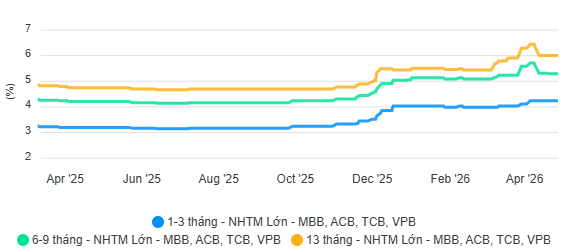 7
6
5
4
3
2
(%)
Apr '25 Jun '25 Aug '25 Oct '25 Dec '25 Feb '26 Apr '26
1-3 tháng - NHTM Lớn - MBB, ACB, TCB, VPB
6-9 tháng - NHTM Lớn - MBB, ACB, TCB, VPB 13 tháng - NHTM Lớn - MBB, ACB, TCB, VPB